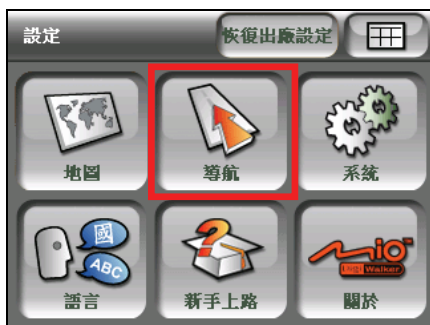 設定
恢復出廠設定
地圖
導航
系統
國
ABC
語言
新手上路
Mio
DigiWalker
關於